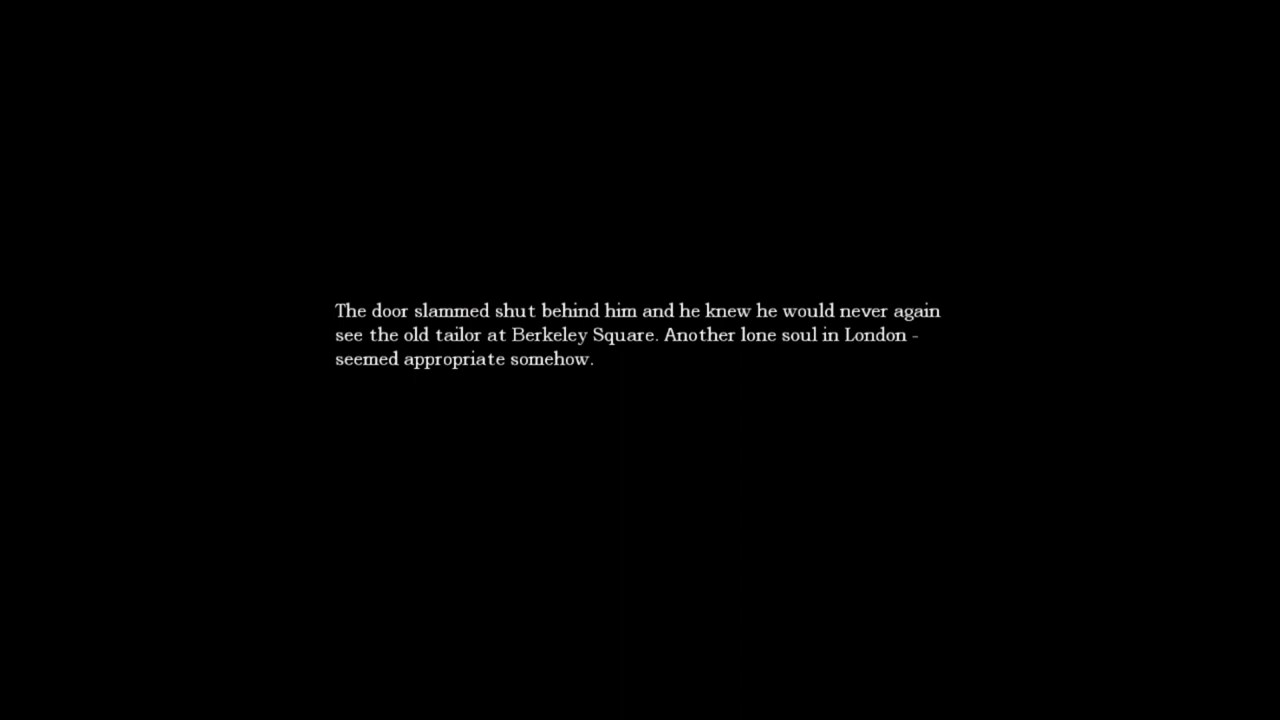 The door slammed shut behind him and he knew he would never again
see the old tailor at Berkeley Square. Another lone soul in London -
seemed appropriate somehow.